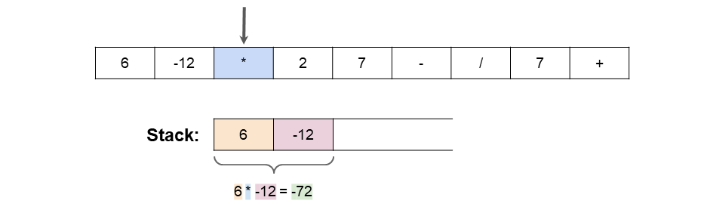 6 -12 * 2 7 - / 7 +
Stack: 6 -12
6 * -12 = -72